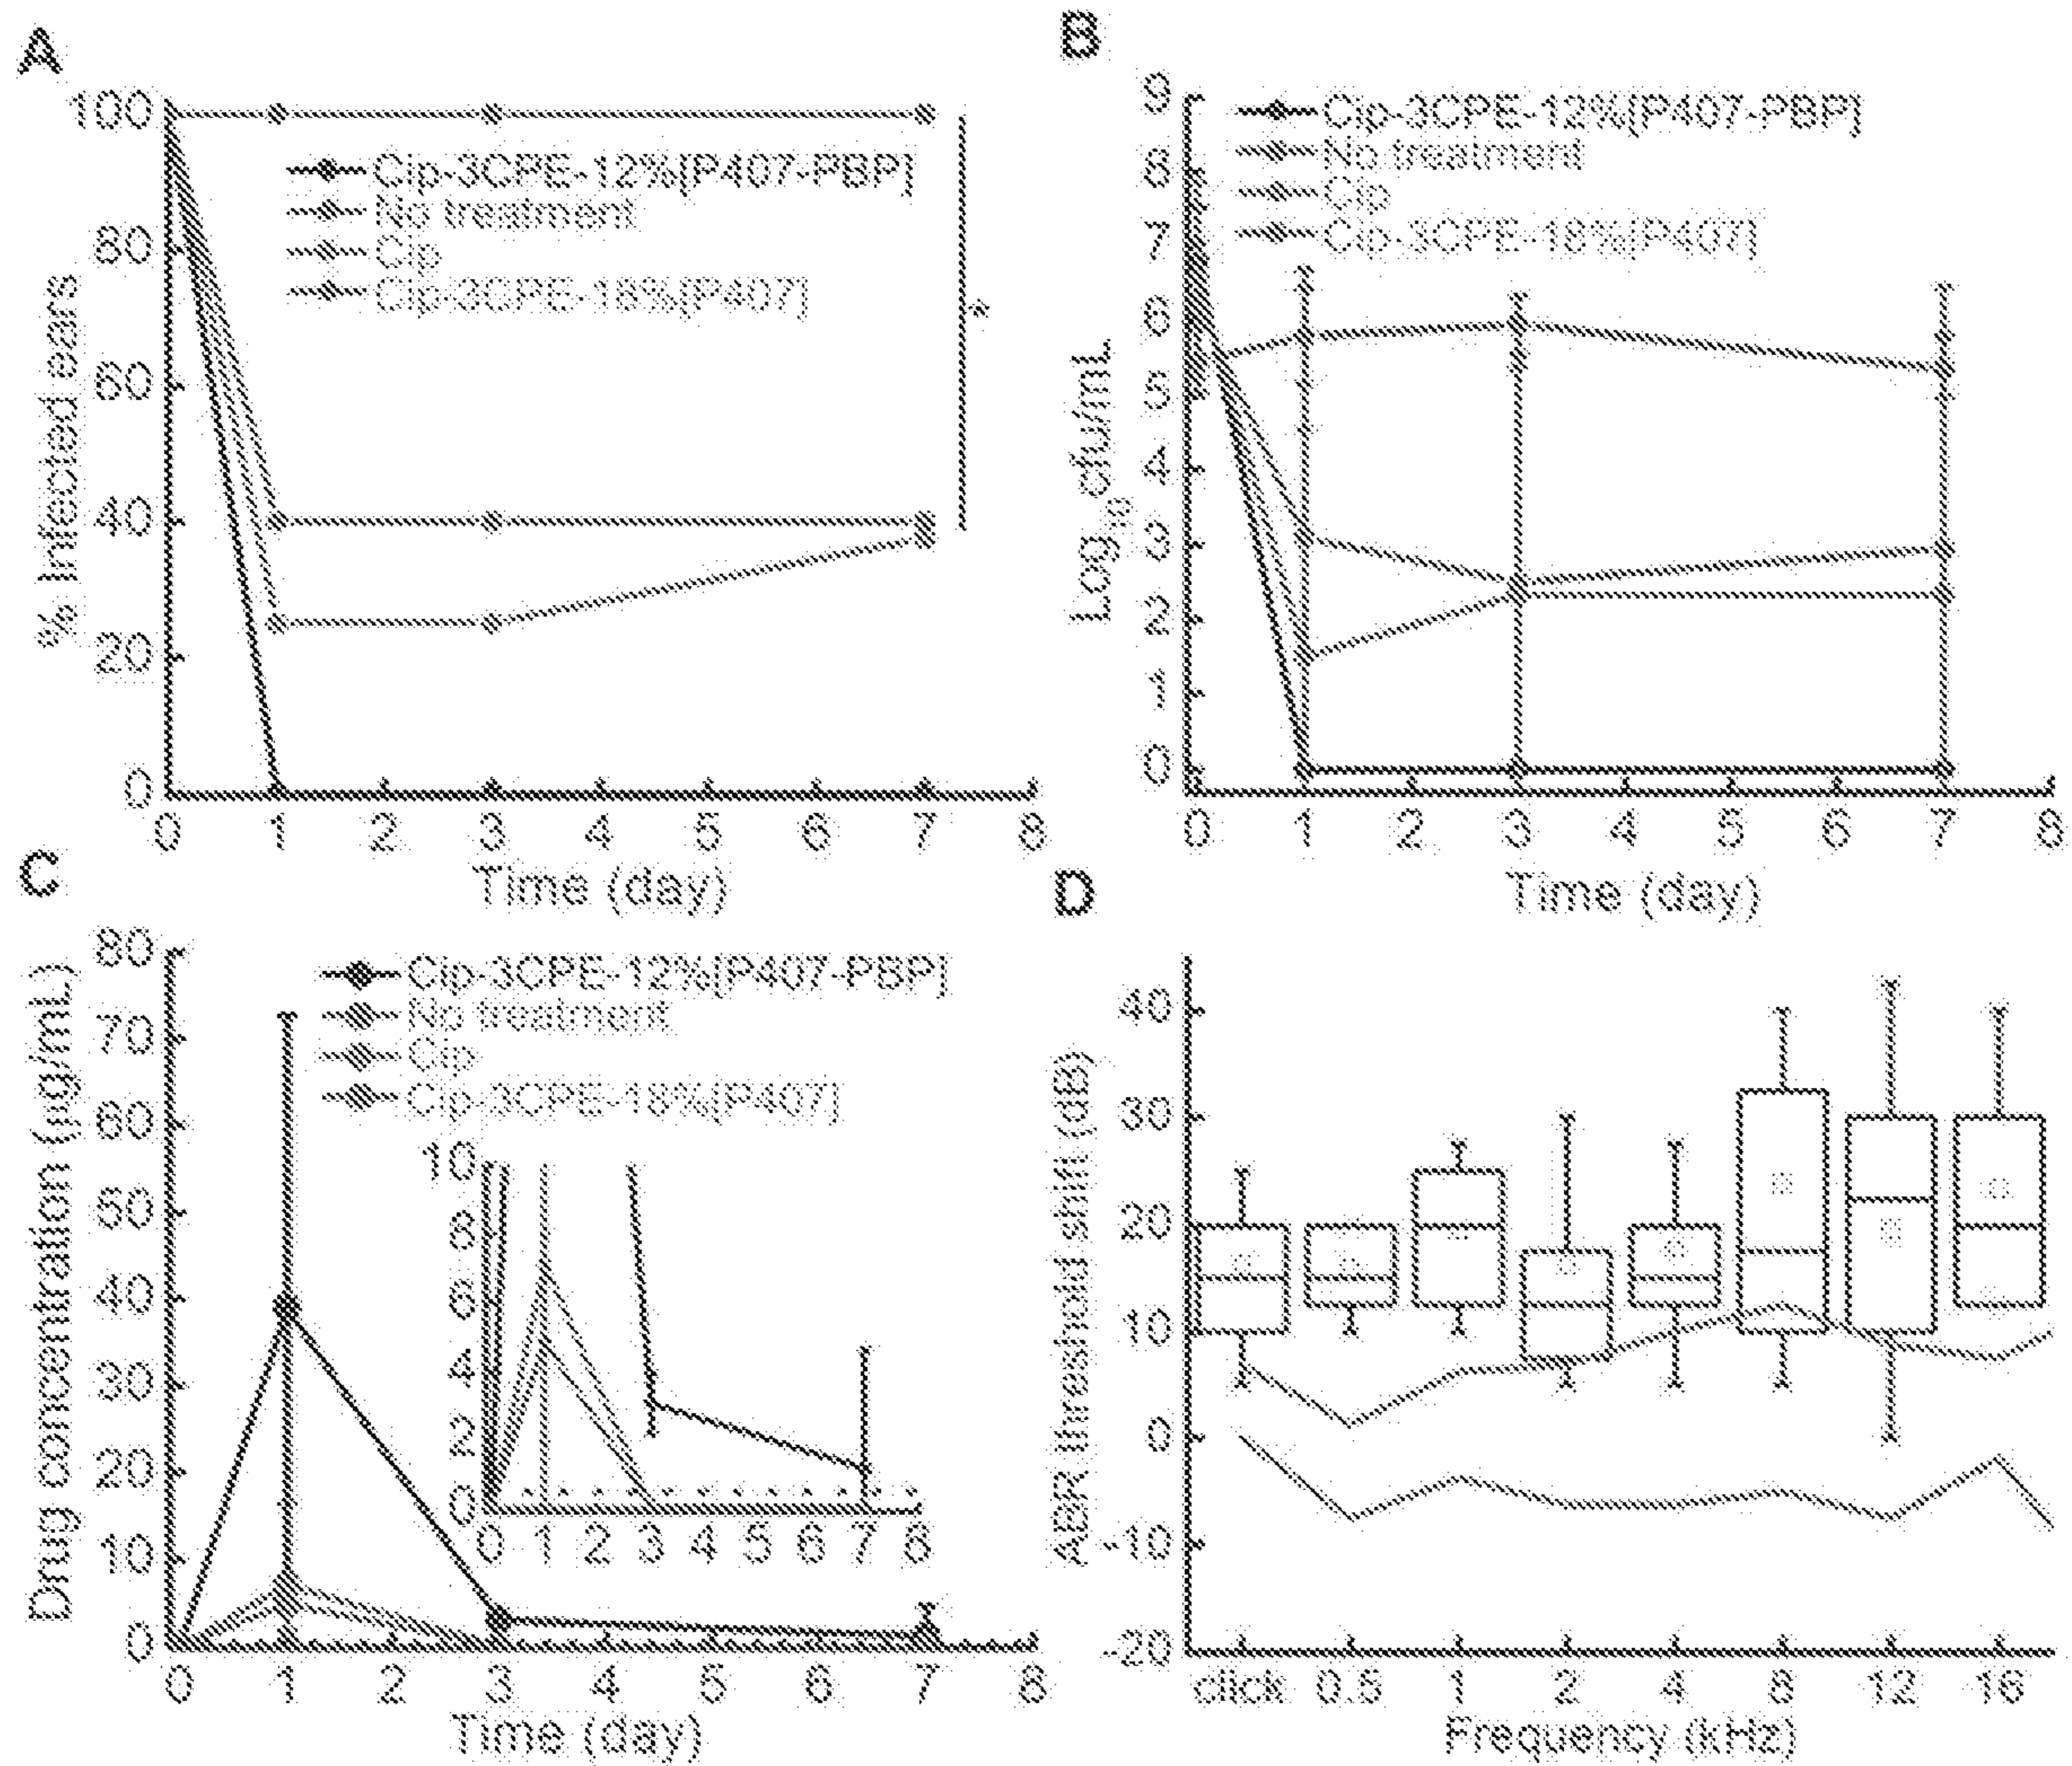 A
100
80
60
40
20
0
% Infected ears
Cip-3CPE-12%[P407-PBP]
No treatment
Cip
Cip-3CPE-18%[P407]
*
0 1 2 3 4 5 6 7 8
Time (day)
B
9
8
7
6
5
4
3
2
1
0
Log10 cfu/mL
Cip-3CPE-12%[P407-PBP]
No treatment
Cip
Cip-3CPE-18%[P407]
0 1 2 3 4 5 6 7 8
Time (day)
C
80
70
60
50
40
30
20
10
0
Drug concentration (µg/mL)
Cip-3CPE-12%[P407-PBP]
No treatment
Cip
Cip-3CPE-18%[P407]
10
8
6
4
2
0
0 1 2 3 4 5 6 7 8
0 1 2 3 4 5 6 7 8
Time (day)
D
40
30
20
10
0
-10
-20
ABR threshold shift (dB)
click 0.5 1 2 4 8 12 16
Frequency (kHz)